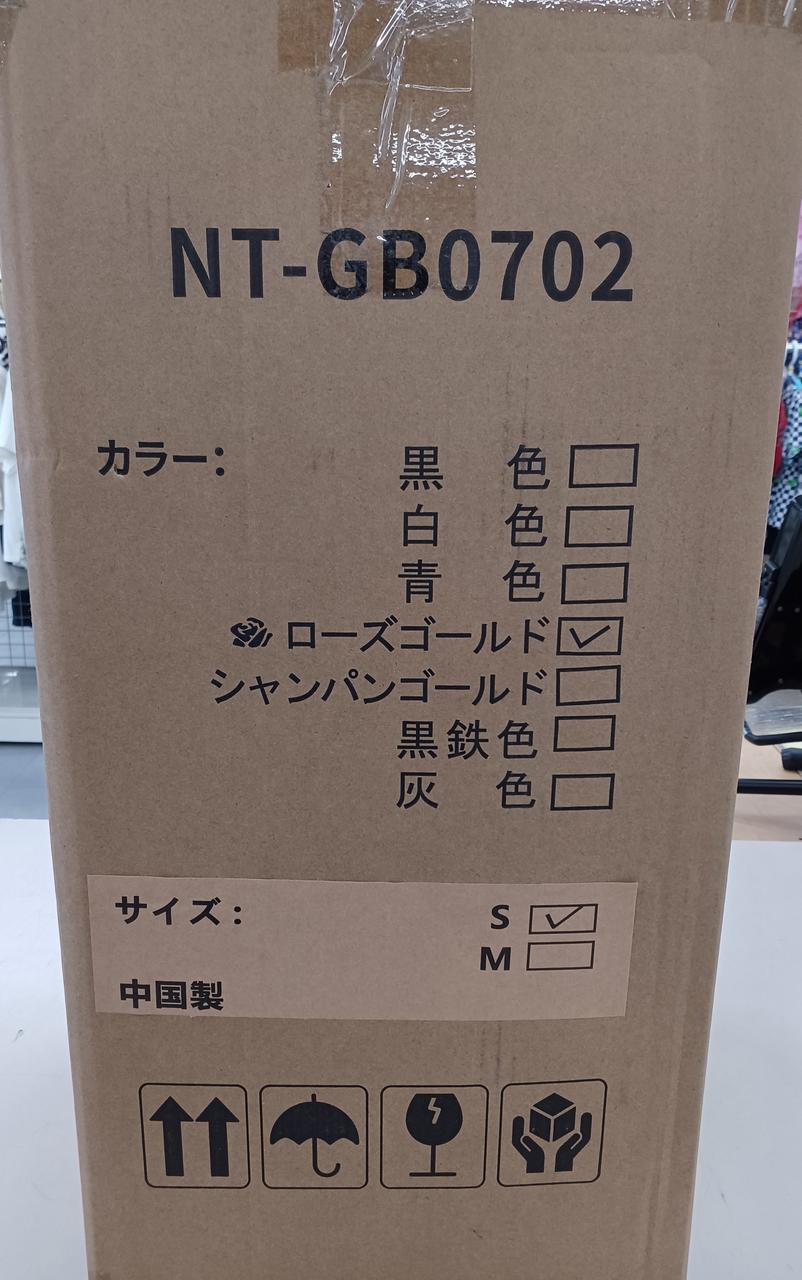 NT-GB0702
カラー: 黒 色
白 色
青 色
ローズゴールド
シャンパンゴールド
黒鉄色
灰 色
サイズ: S
M
中国製